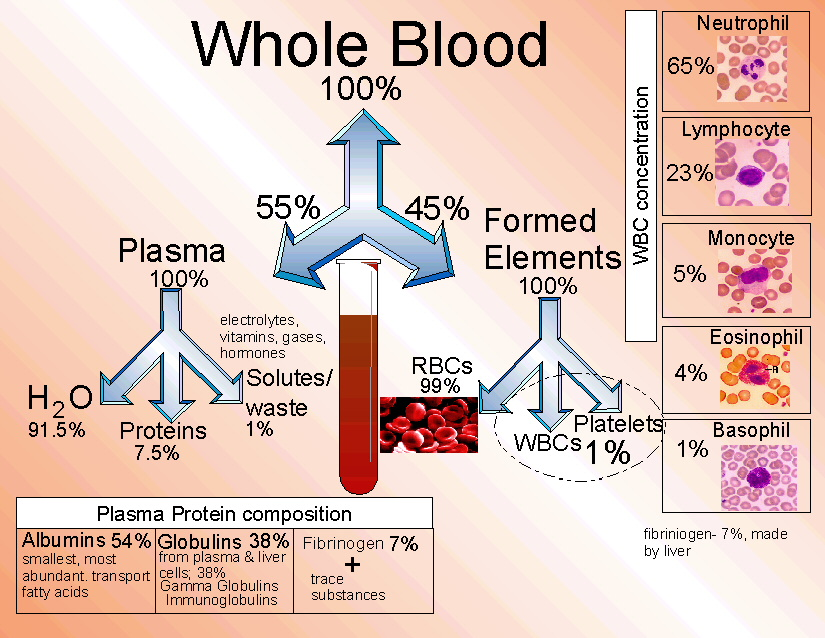 Whole Blood
100%
55%
45%
Plasma
100%
electrolytes,
vitamins, gases,
hormones
H2O
91.5%
Proteins
7.5%
Solutes/
waste
1%
Formed
Elements
100%
RBCs
99%
WBCs
Platelets
1%
WBC concentration
Neutrophil
65%
Lymphocyte
23%
Monocyte
5%
Eosinophil
4%
R
Basophil
1%
fibriniogen- 7%, made
by liver
Plasma Protein composition
Albumins 54%
smallest, most
abundant. transport
fatty acids
Globulins 38%
from plasma & liver
cells; 38%
Gamma Globulins
Immunoglobulins
Fibrinogen 7%
+
trace
substances